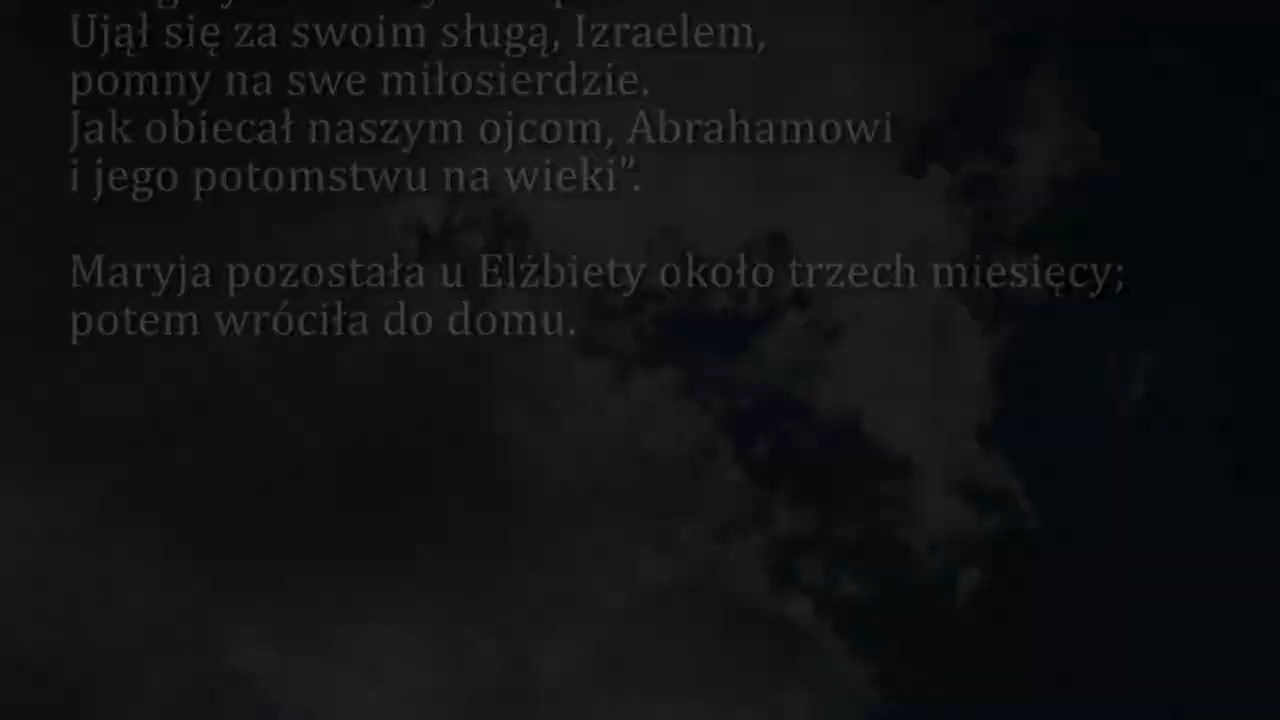 Ujął się za swoim sługą, Izraelem,
pomny na swe miłosierdzie.
Jak obiecał naszym ojcom, Abrahamowi
i jego potomstwu na wieki”.
Maryja pozostała u Elżbiety około trzech miesięcy;
potem wróciła do domu.